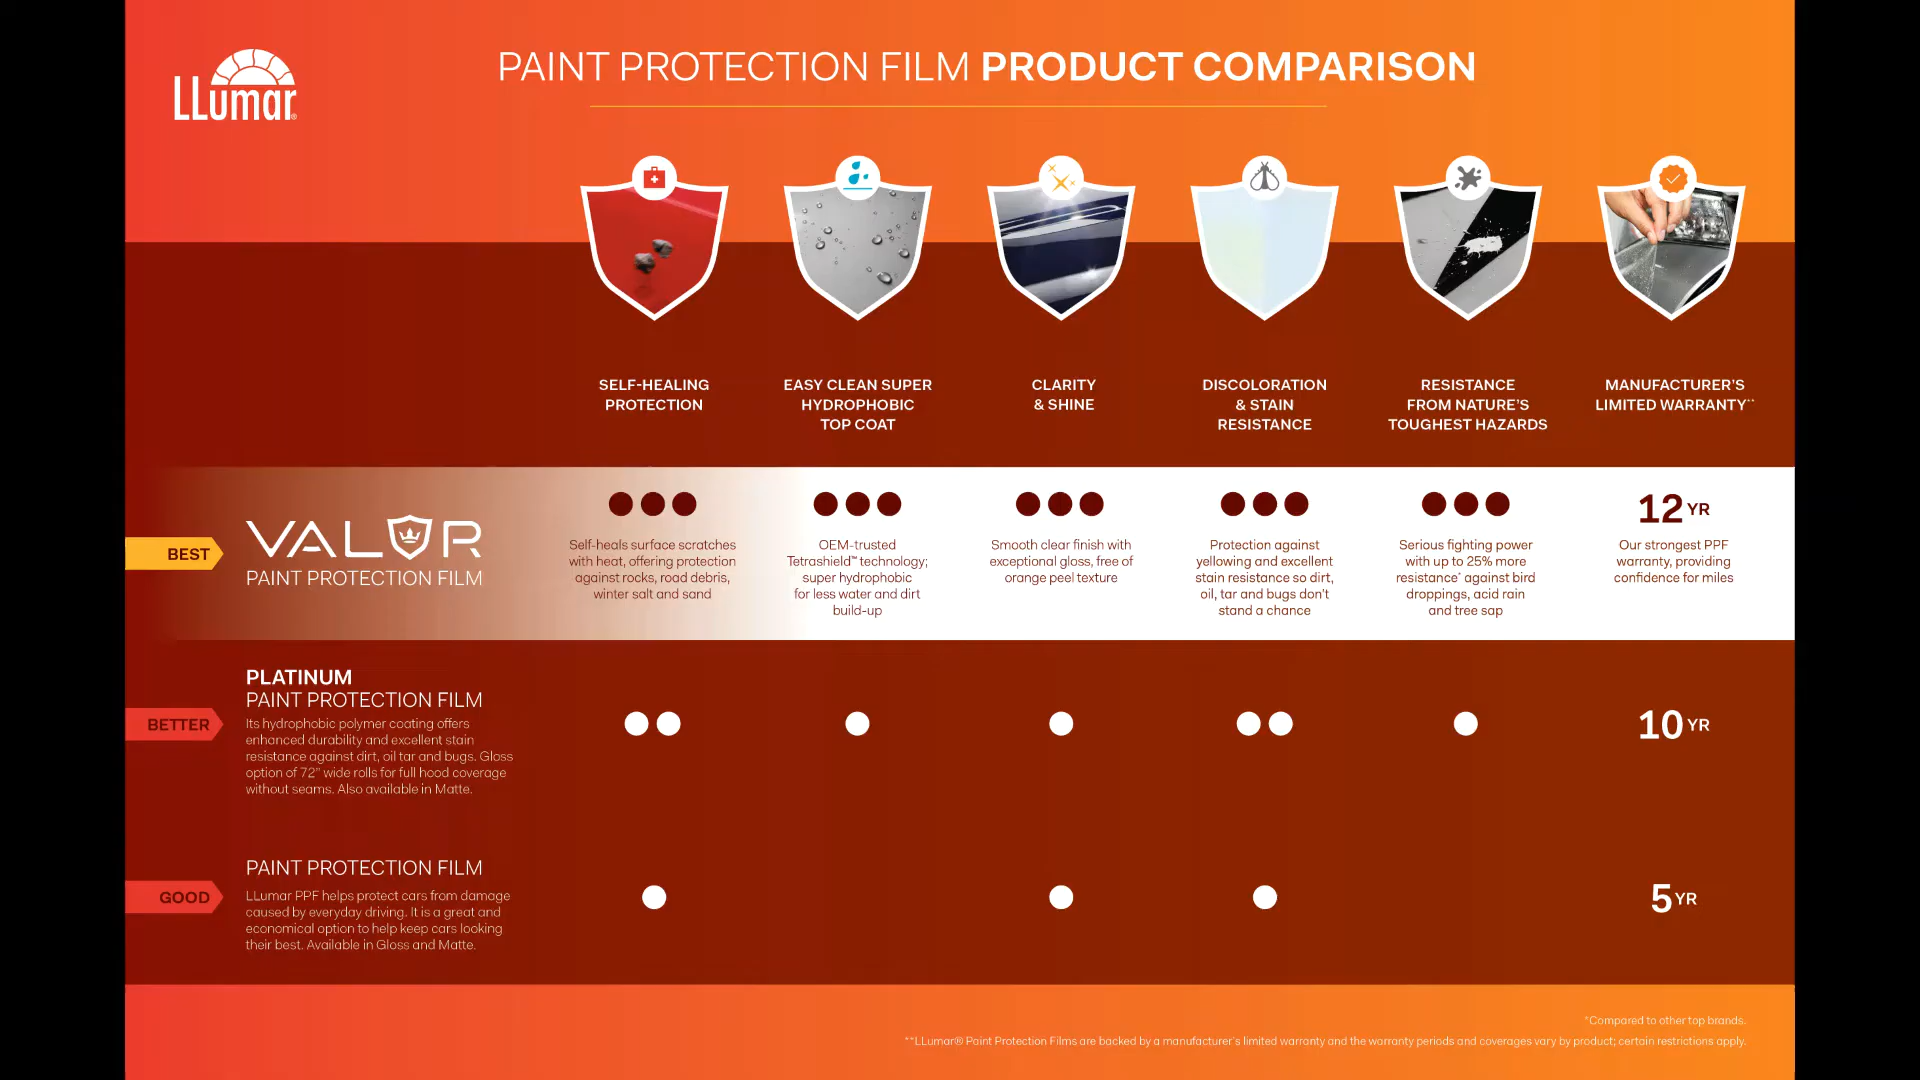 LLumar®
PAINT PROTECTION FILM PRODUCT COMPARISON
SELF-HEALING
PROTECTION
EASY CLEAN SUPER
HYDROPHOBIC
TOP COAT
CLARITY
& SHINE
DISCOLORATION
& STAIN
RESISTANCE
RESISTANCE
FROM NATURE'S
TOUGHEST HAZARDS
MANUFACTURER'S
LIMITED WARRANTY**
BEST
VALOR
PAINT PROTECTION FILM
Self-heals surface scratches
with heat, offering protection
against rocks, road debris,
winter salt and sand
OEM-trusted
Tetrashield™ technology;
super hydrophobic
for less water and dirt
build-up
Smooth clear finish with
exceptional gloss, free of
orange peel texture
Protection against
yellowing and excellent
stain resistance so dirt,
oil, tar and bugs don't
stand a chance
Serious fighting power
with up to 25% more
resistance* against bird
droppings, acid rain
and tree sap
12 YR
Our strongest PPF
warranty, providing
confidence for miles
BETTER
PLATINUM
PAINT PROTECTION FILM
Its hydrophobic polymer coating offers
enhanced durability and excellent stain
resistance against dirt, oil tar and bugs. Gloss
option of 72" wide rolls for full hood coverage
without seams. Also available in Matte.
10 YR
GOOD
PAINT PROTECTION FILM
LLumar PPF helps protect cars from damage
caused by everyday driving. It is a great and
economical option to help keep cars looking
their best. Available in Gloss and Matte.
5 YR
*Compared to other top brands.
**LLumar® Paint Protection Films are backed by a manufacturer's limited warranty and the warranty periods and coverages vary by product; certain restrictions apply.